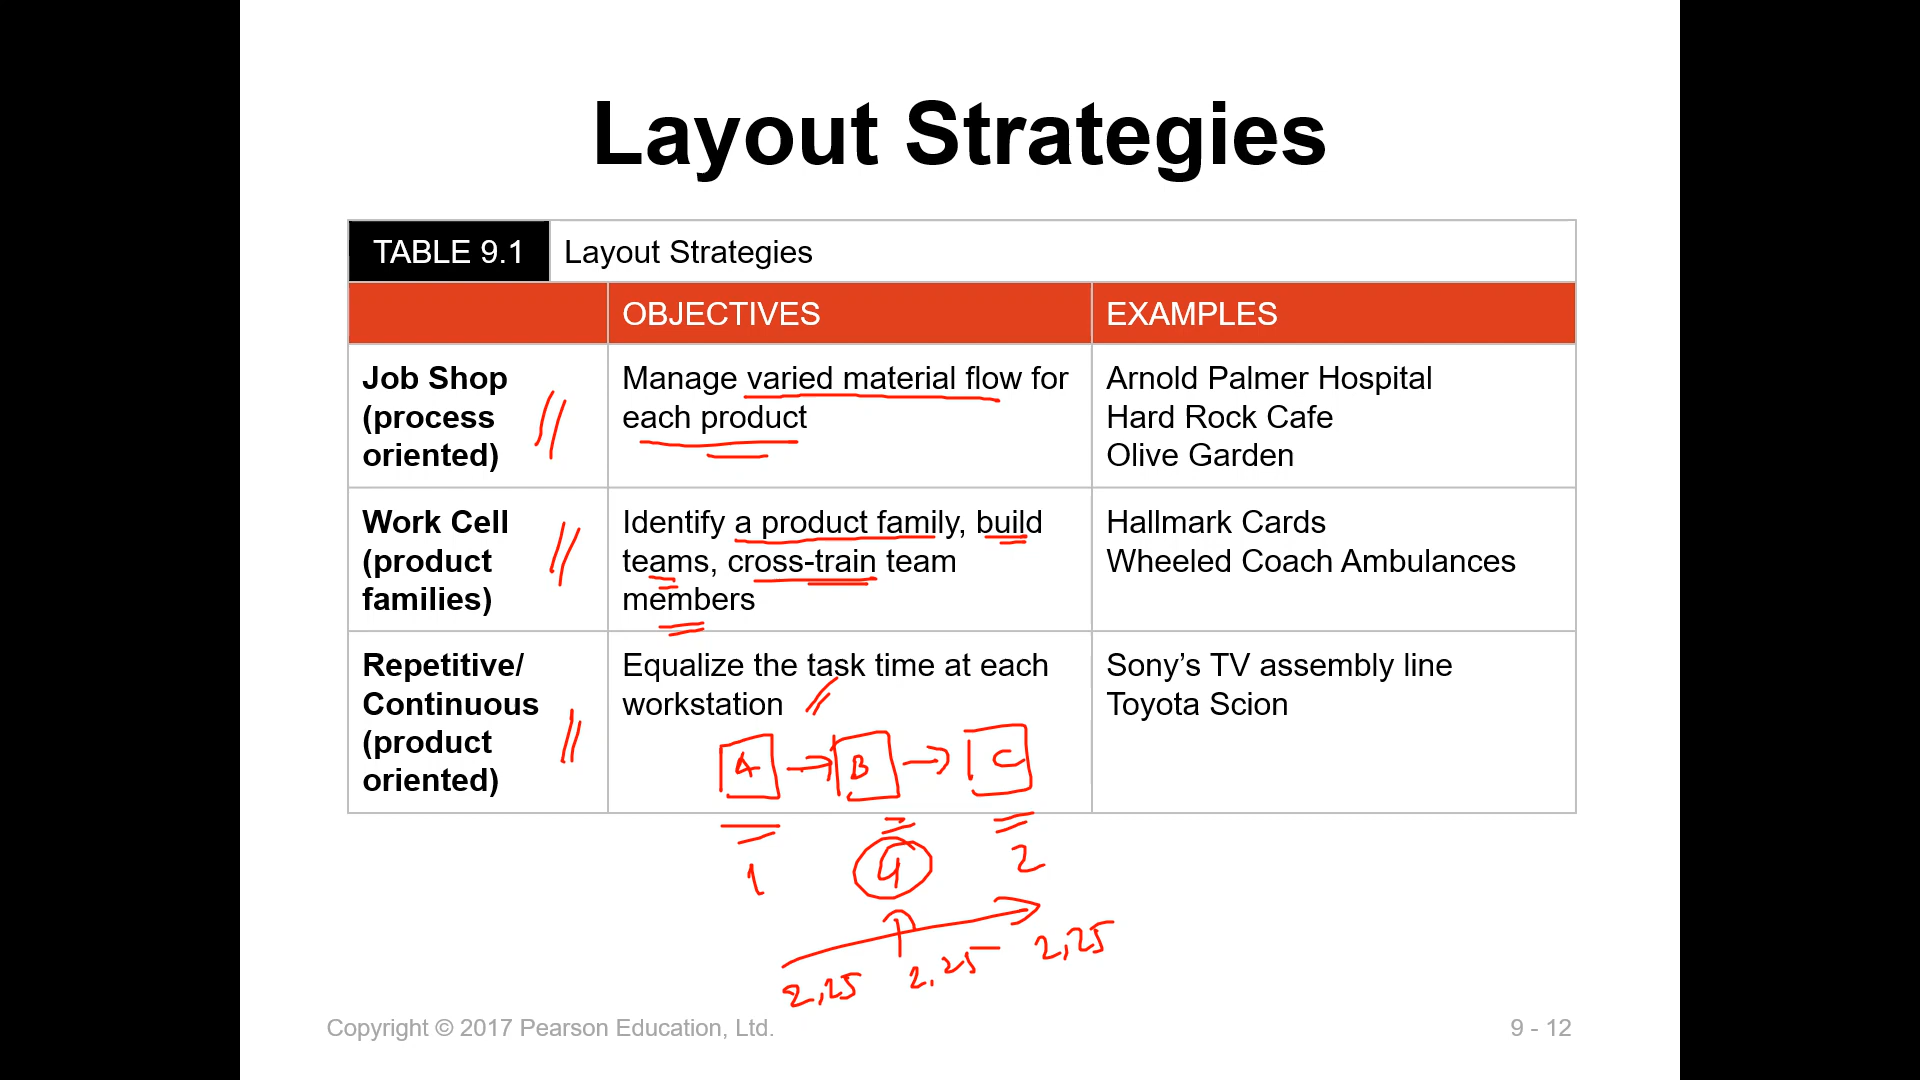 Layout Strategies
TABLE 9.1 Layout Strategies
OBJECTIVES EXAMPLES
Job Shop
(process
oriented)
Manage varied material flow for
each product
Arnold Palmer Hospital
Hard Rock Cafe
Olive Garden
Work Cell
(product
families)
Identify a product family, build
teams, cross-train team
members
Hallmark Cards
Wheeled Coach Ambulances
Repetitive/
Continuous
(product
oriented)
Equalize the task time at each
workstation
Sony’s TV assembly line
Toyota Scion
A B C
1 4 2
2,25 2,25 2,25
Copyright © 2017 Pearson Education, Ltd. 9 - 12